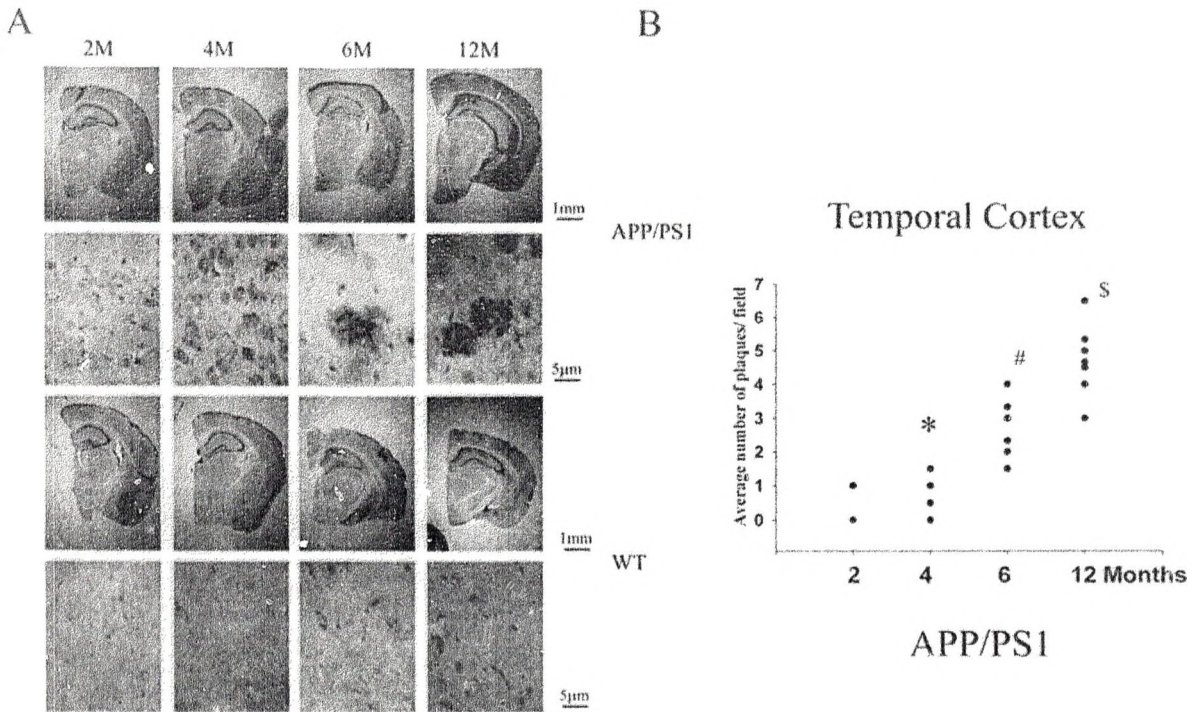 A
2M 4M 6M 12M
1mm
APP/PS1
5µm
1mm
WT
5µm
B
Temporal Cortex
Average number of plaques/ field
7
6
5
4
3
2
1
0
*
#
$
2 4 6 12 Months
APP/PS1